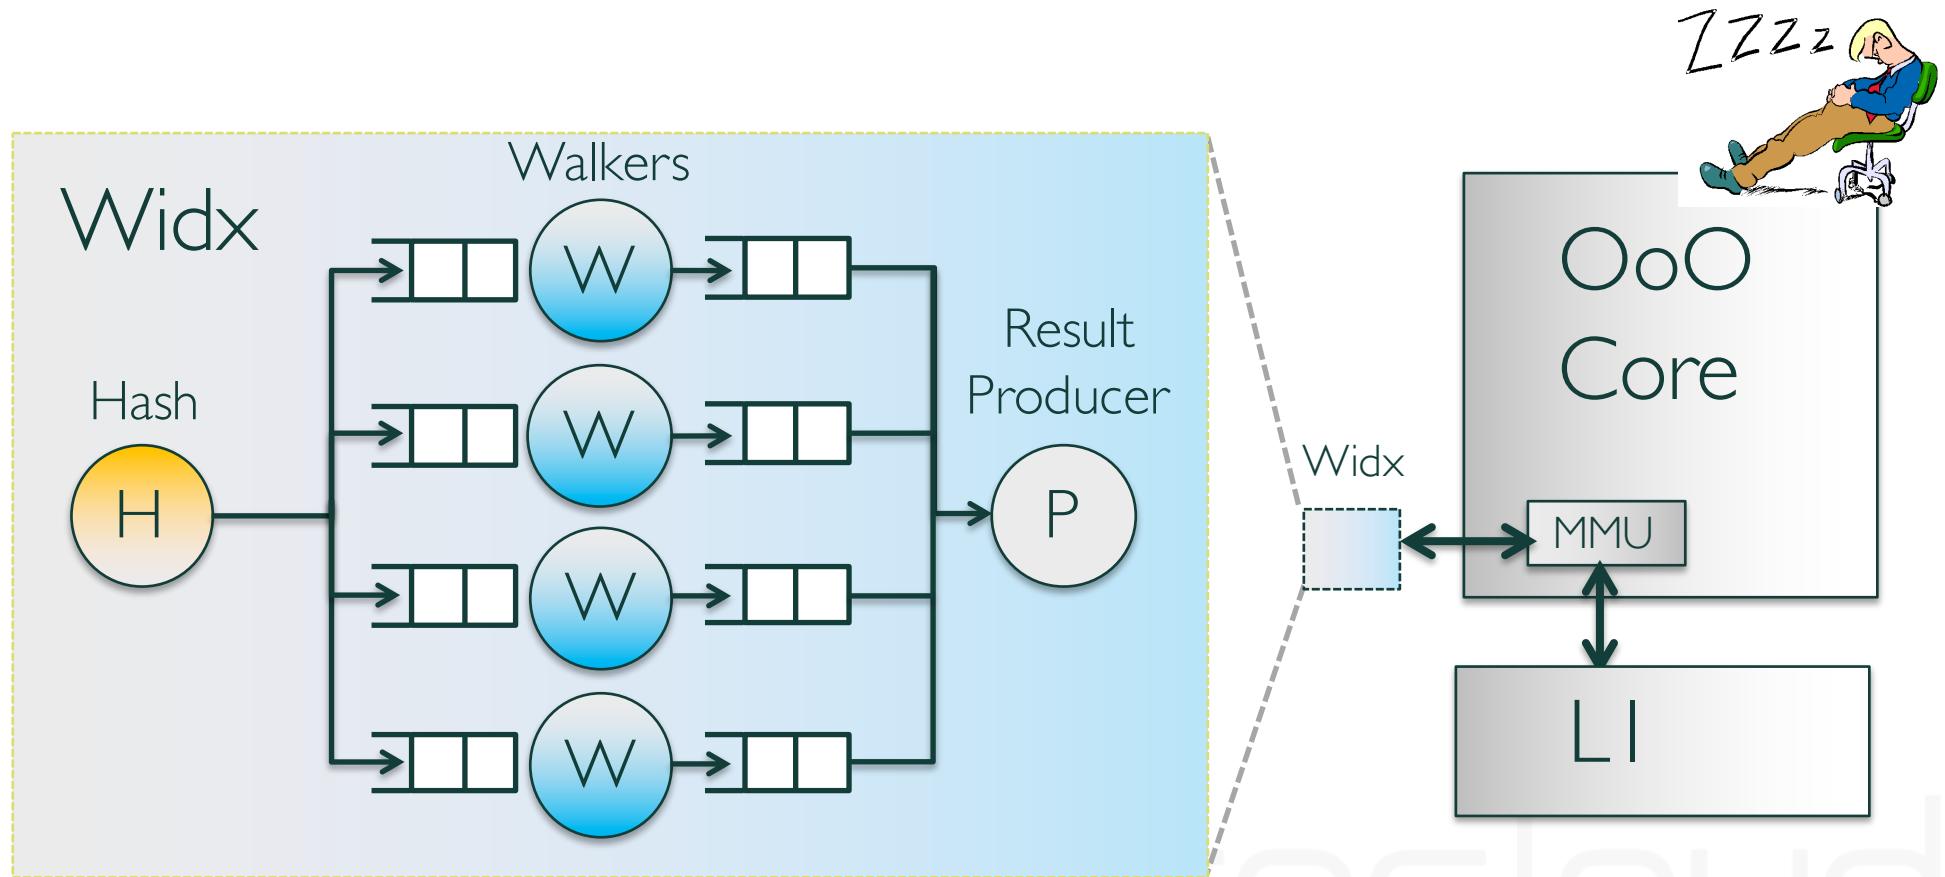 ZZZz
Widx
Walkers
W
W
W
W
Hash
H
Result
Producer
P
Widx
OoO
Core
MMU
L1